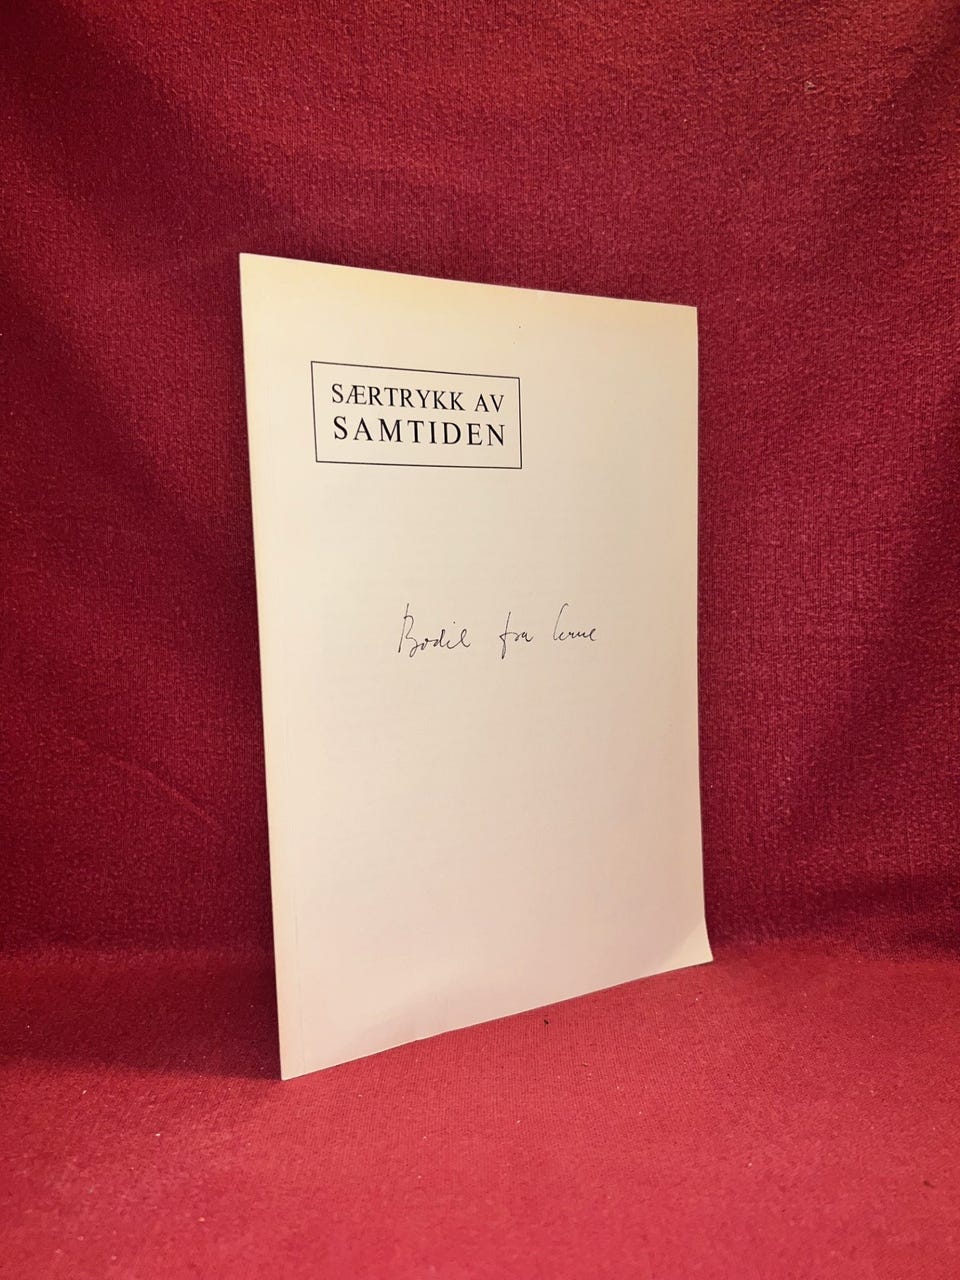 SÆRTRYKK AV
SAMTIDEN
Bodil fra